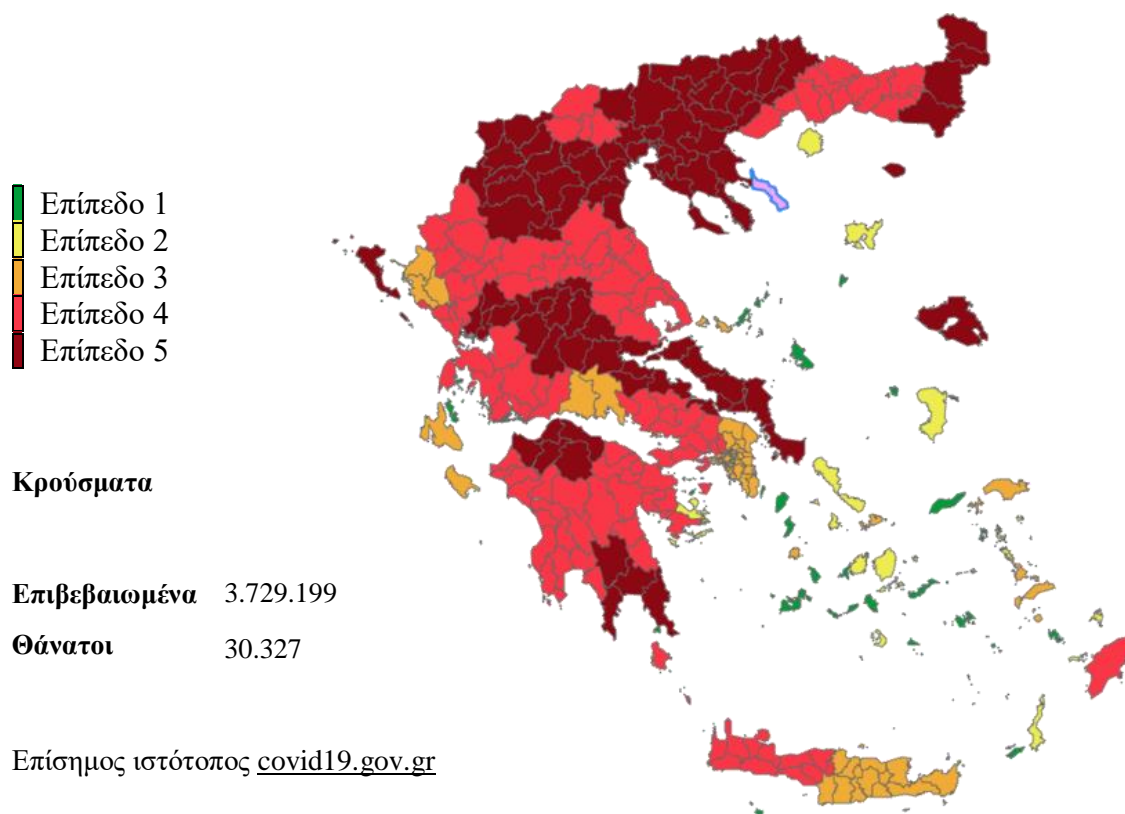 Επίπεδο 1
Επίπεδο 2
Επίπεδο 3
Επίπεδο 4
Επίπεδο 5
Κρούσματα
Επιβεβαιωμένα 3.729.199
Θάνατοι 30.327
Επίσημος ιστότοπος covid19.gov.gr